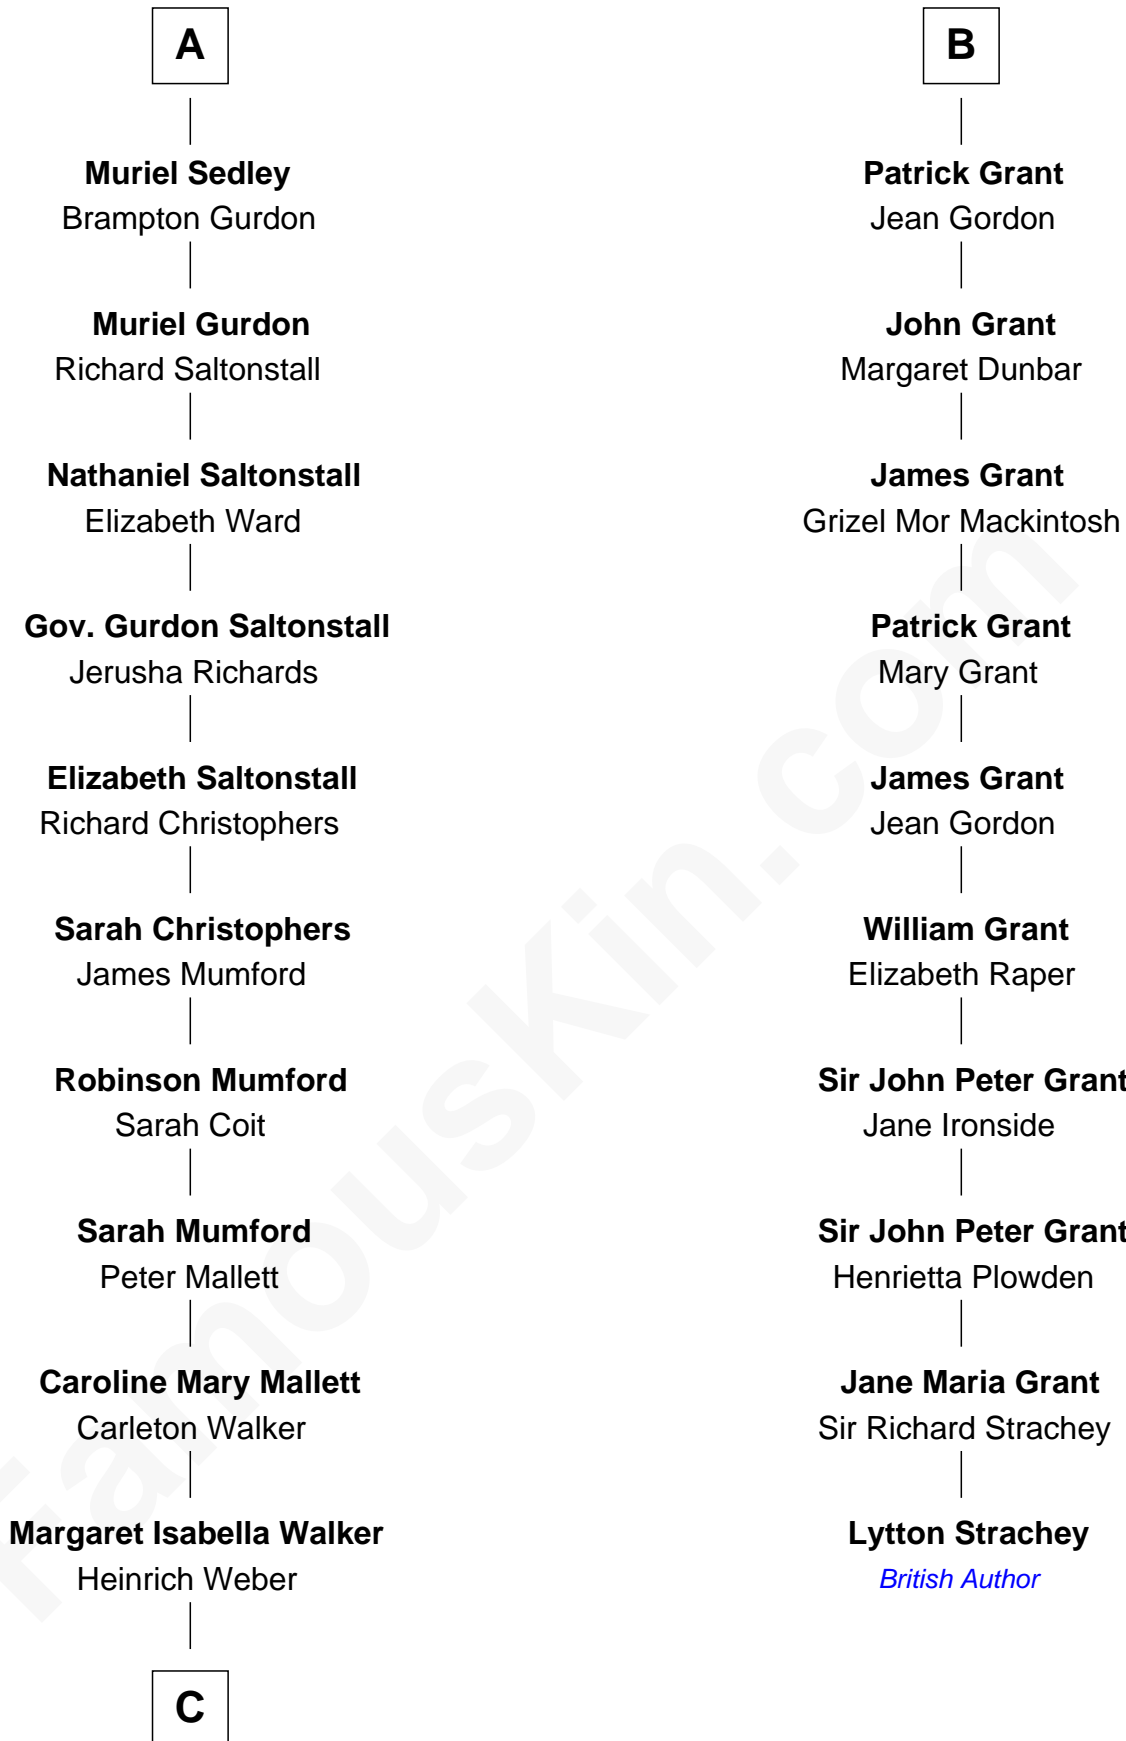 A
Muriel Sedley
Brampton Gurdon
Muriel Gurdon
Richard Saltonstall
Nathaniel Saltonstall
Elizabeth Ward
Gov. Gurdon Saltonstall
Jerusha Richards
Elizabeth Saltonstall
Richard Christophers
Sarah Christophers
James Mumford
Robinson Mumford
Sarah Coit
Sarah Mumford
Peter Mallett
Caroline Mary Mallett
Carleton Walker
Margaret Isabella Walker
Heinrich Weber
C
B
Patrick Grant
Jean Gordon
John Grant
Margaret Dunbar
James Grant
Grizel Mor Mackintosh
Patrick Grant
Mary Grant
James Grant
Jean Gordon
William Grant
Elizabeth Raper
Sir John Peter Grant
Jane Ironside
Sir John Peter Grant
Henrietta Plowden
Jane Maria Grant
Sir Richard Strachey
Lytton Strachey
British Author
FamousKin.com